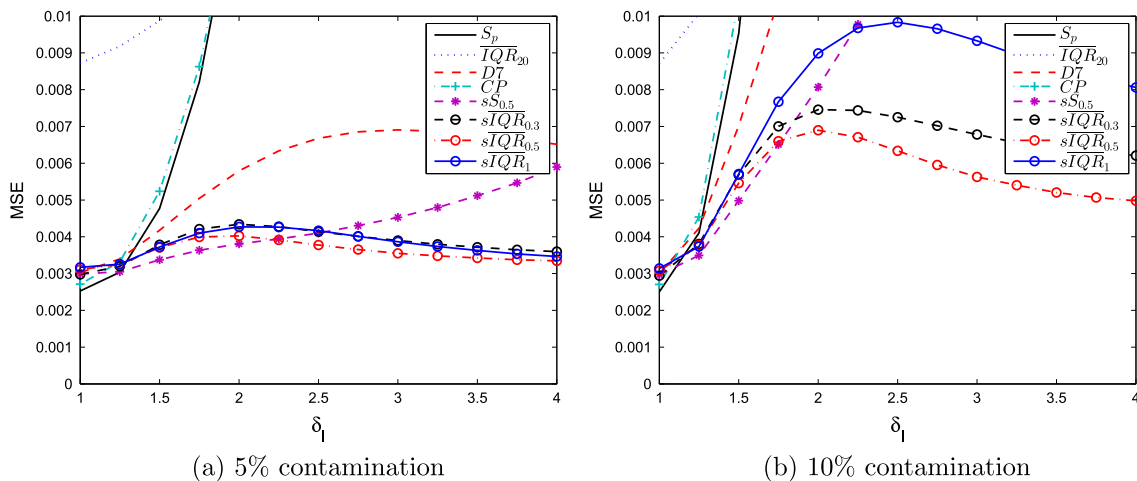 0.01
0.009
0.008
0.007
0.006
0.005
0.004
0.003
0.002
0.001
0
MSE
1 1.5 2 2.5 3 3.5 4
δ_I
S_p
\overline{IQR}_{20}
D7
CP
sS_{0.5}
s\overline{IQR}_{0.3}
s\overline{IQR}_{0.5}
s\overline{IQR}_1
(a) 5% contamination
0.01
0.009
0.008
0.007
0.006
0.005
0.004
0.003
0.002
0.001
0
MSE
1 1.5 2 2.5 3 3.5 4
δ_I
S_p
\overline{IQR}_{20}
D7
CP
sS_{0.5}
s\overline{IQR}_{0.3}
s\overline{IQR}_{0.5}
s\overline{IQR}_1
(b) 10% contamination